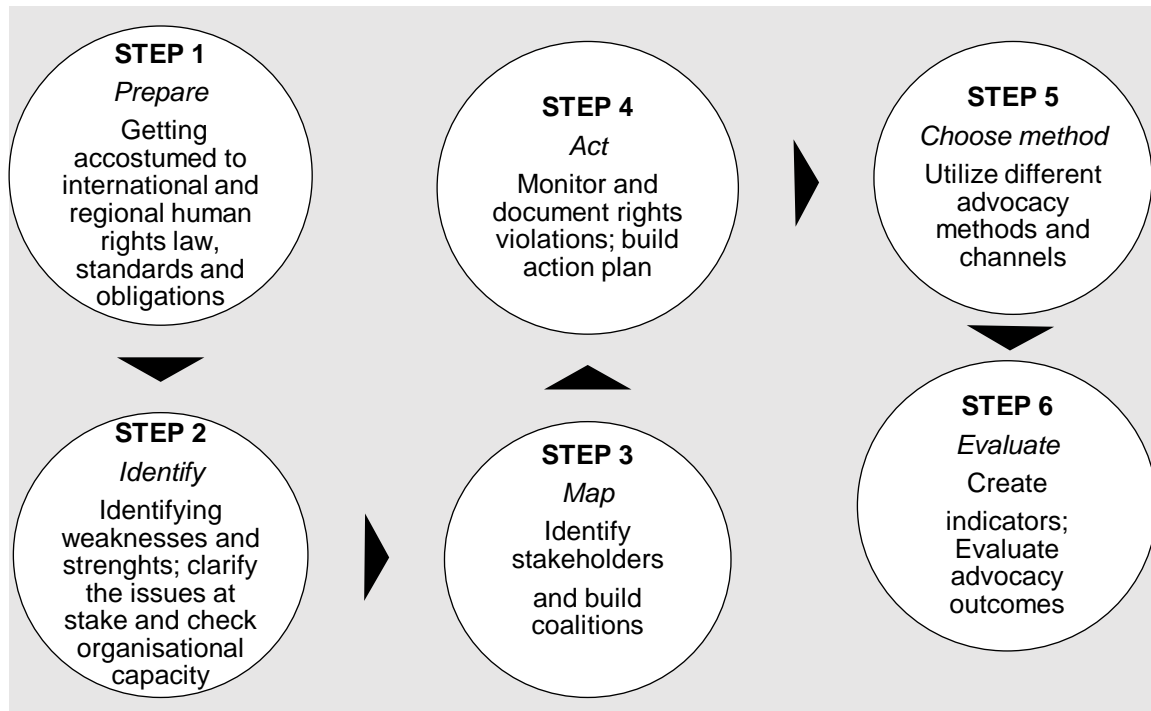 STEP 1
Prepare
Getting
accostumed to
international and
regional human
rights law,
standards and
obligations
STEP 2
Identify
Identifying
weaknesses and
strenghts; clarify
the issues at
stake and check
organisational
capacity
STEP 3
Map
Identify
stakeholders
and build
coalitions
STEP 4
Act
Monitor and
document rights
violations; build
action plan
STEP 5
Choose method
Utilize different
advocacy
methods and
channels
STEP 6
Evaluate
Create
indicators;
Evaluate
advocacy
outcomes